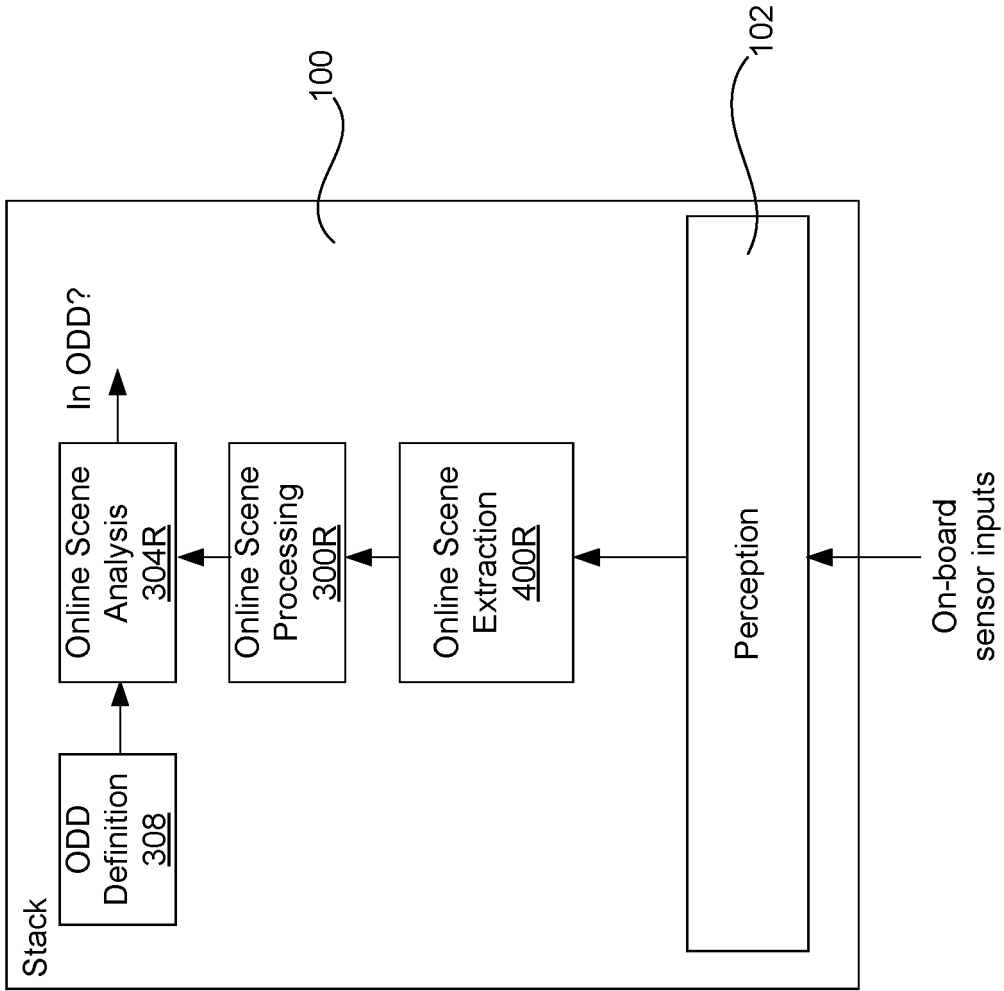 Stack
ODD
Definition
308
Online Scene
Analysis
304R
In ODD?
Online Scene
Processing
300R
Online Scene
Extraction
400R
100
Perception
102
On-board
sensor inputs